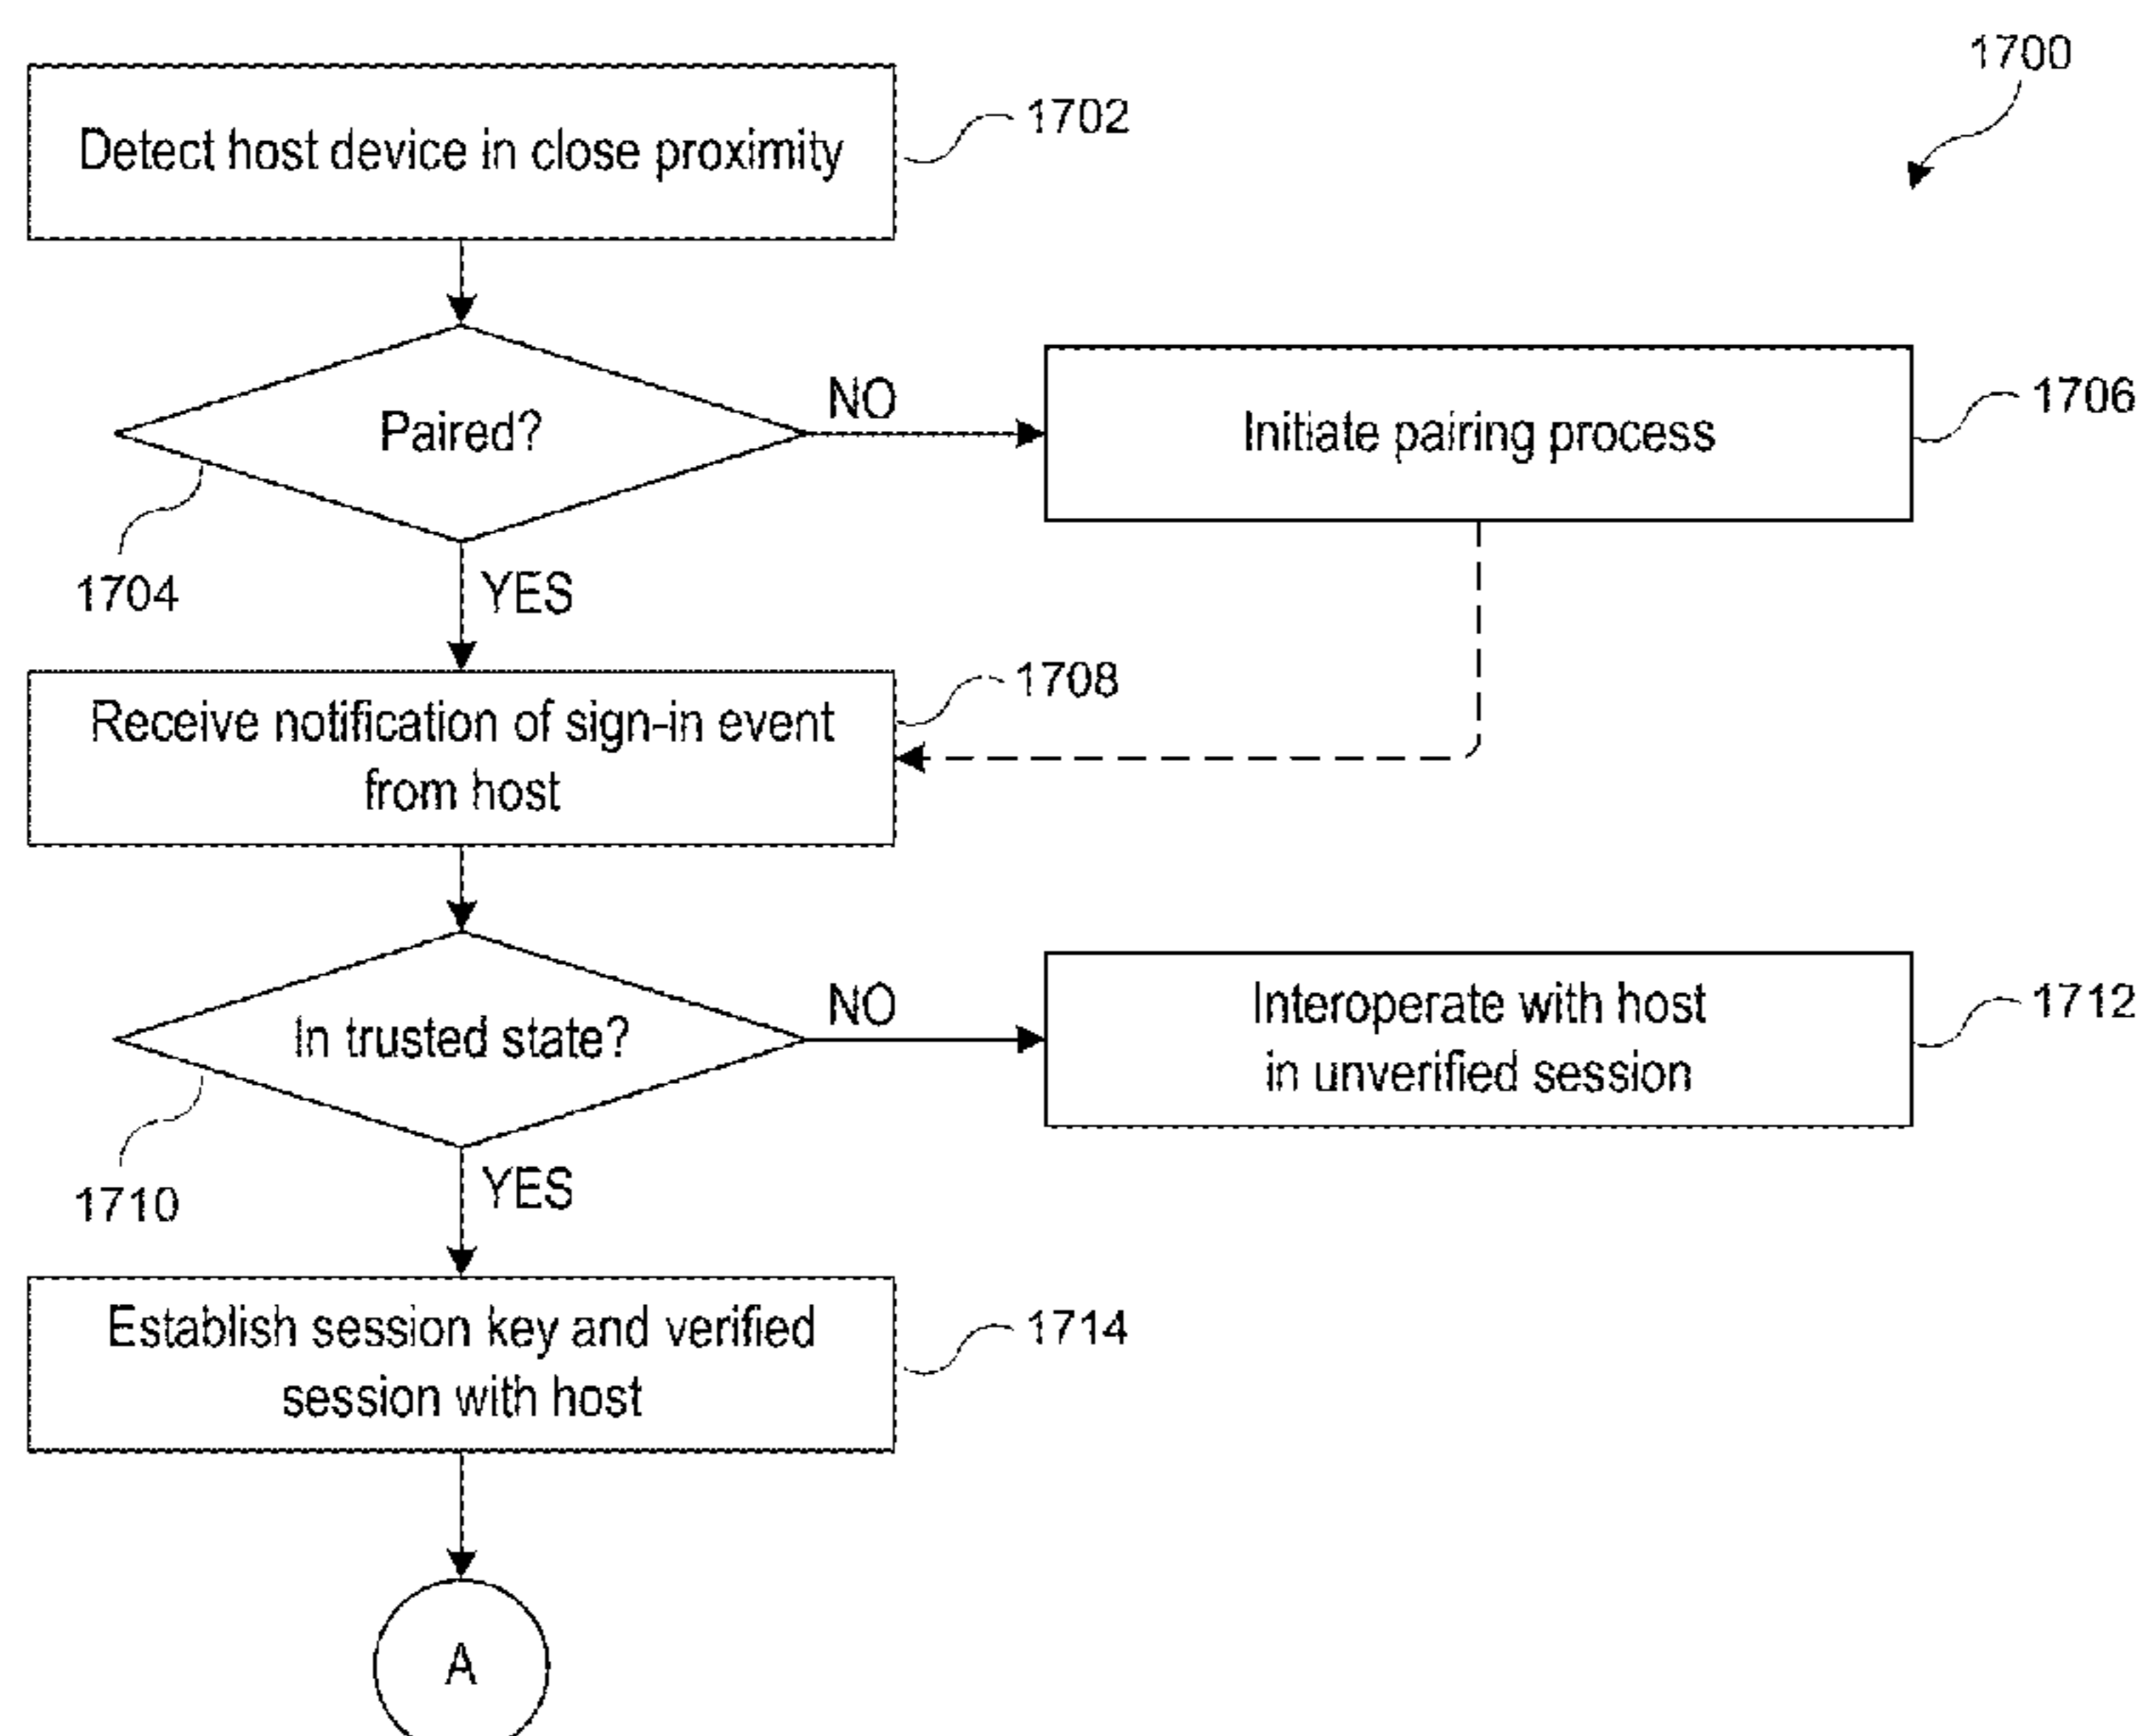 1700
Detect host device in close proximity
1702
Paired?
NO
Initiate pairing process
1706
1704
YES
Receive notification of sign-in event
from host
1708
In trusted state?
NO
Interoperate with host
in unverified session
1712
1710
YES
Establish session key and verified
session with host
1714
A